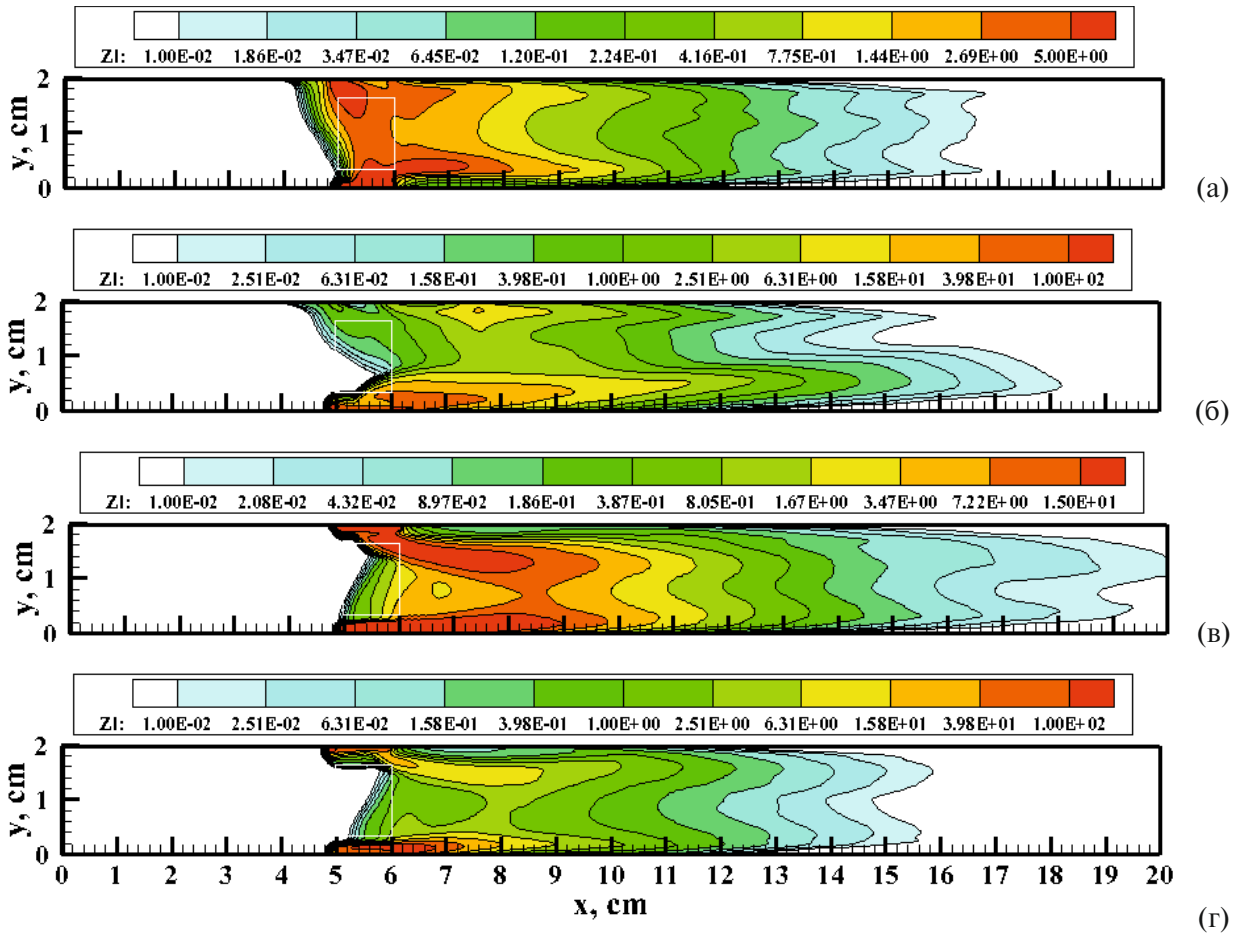 ZI: 1.00E-02 1.86E-02 3.47E-02 6.45E-02 1.20E-01 2.24E-01 4.16E-01 7.75E-01 1.44E+00 2.69E+00 5.00E+00
y, cm
2
1
0
(а)
ZI: 1.00E-02 2.51E-02 6.31E-02 1.58E-01 3.98E-01 1.00E+00 2.51E+00 6.31E+00 1.58E+01 3.98E+01 1.00E+02
y, cm
2
1
0
(б)
ZI: 1.00E-02 2.08E-02 4.32E-02 8.97E-02 1.86E-01 3.87E-01 8.05E-01 1.67E+00 3.47E+00 7.22E+00 1.50E+01
y, cm
2
1
0
(в)
ZI: 1.00E-02 2.51E-02 6.31E-02 1.58E-01 3.98E-01 1.00E+00 2.51E+00 6.31E+00 1.58E+01 3.98E+01 1.00E+02
y, cm
2
1
0
0 1 2 3 4 5 6 7 8 9 10 11 12 13 14 15 16 17 18 19 20
x, cm
(г)